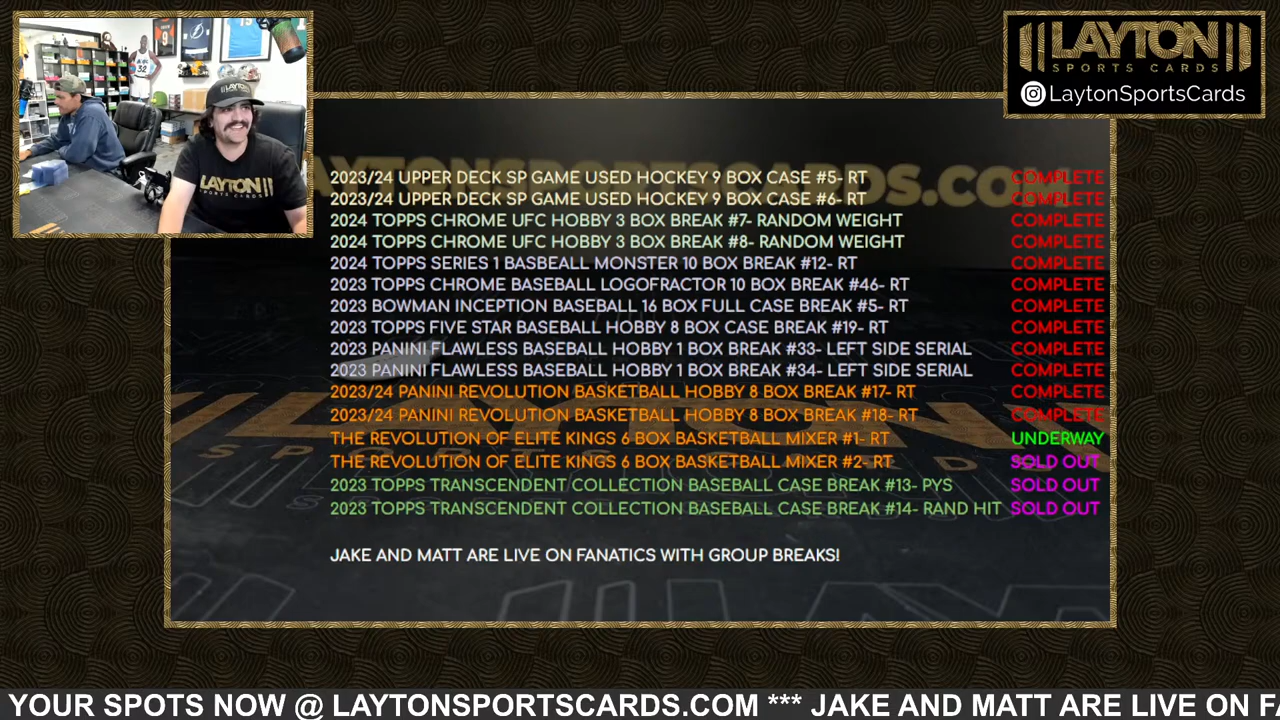 LAYTON
SPORTS CARDS
LaytonSportsCards
LAYTON
32
9
LAYTONSPORTSCARDS.COM
2023/24 UPPER DECK SP GAME USED HOCKEY 9 BOX CASE #5- RT COMPLETE
2023/24 UPPER DECK SP GAME USED HOCKEY 9 BOX CASE #6- RT COMPLETE
2024 TOPPS CHROME UFC HOBBY 3 BOX BREAK #7- RANDOM WEIGHT COMPLETE
2024 TOPPS CHROME UFC HOBBY 3 BOX BREAK #8- RANDOM WEIGHT COMPLETE
2024 TOPPS SERIES 1 BASBEALL MONSTER 10 BOX BREAK #12- RT COMPLETE
2023 TOPPS CHROME BASEBALL LOGOFRACTOR 10 BOX BREAK #46- RT COMPLETE
2023 BOWMAN INCEPTION BASEBALL 16 BOX FULL CASE BREAK #5- RT COMPLETE
2023 TOPPS FIVE STAR BASEBALL HOBBY 8 BOX CASE BREAK #19- RT COMPLETE
2023 PANINI FLAWLESS BASEBALL HOBBY 1 BOX BREAK #33- LEFT SIDE SERIAL COMPLETE
2023 PANINI FLAWLESS BASEBALL HOBBY 1 BOX BREAK #34- LEFT SIDE SERIAL COMPLETE
2023/24 PANINI REVOLUTION BASKETBALL HOBBY 8 BOX BREAK #17- RT COMPLETE
2023/24 PANINI REVOLUTION BASKETBALL HOBBY 8 BOX BREAK #18- RT COMPLETE
THE REVOLUTION OF ELITE KINGS 6 BOX BASKETBALL MIXER #1- RT UNDERWAY
THE REVOLUTION OF ELITE KINGS 6 BOX BASKETBALL MIXER #2- RT SOLD OUT
2023 TOPPS TRANSCENDENT COLLECTION BASEBALL CASE BREAK #13- PYS SOLD OUT
2023 TOPPS TRANSCENDENT COLLECTION BASEBALL CASE BREAK #14- RAND HIT SOLD OUT
JAKE AND MATT ARE LIVE ON FANATICS WITH GROUP BREAKS!
YOUR SPOTS NOW @ LAYTONSPORTSCARDS.COM *** JAKE AND MATT ARE LIVE ON FA